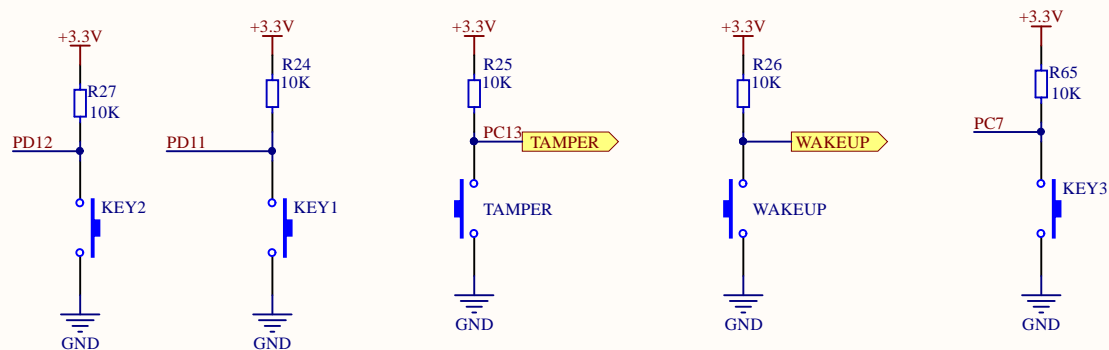 +3.3V
R27
10K
PD12
KEY2
GND
+3.3V
R24
10K
PD11
KEY1
GND
+3.3V
R25
10K
PC13
TAMPER
TAMPER
GND
+3.3V
R26
10K
WAKEUP
WAKEUP
GND
+3.3V
R65
10K
PC7
KEY3
GND